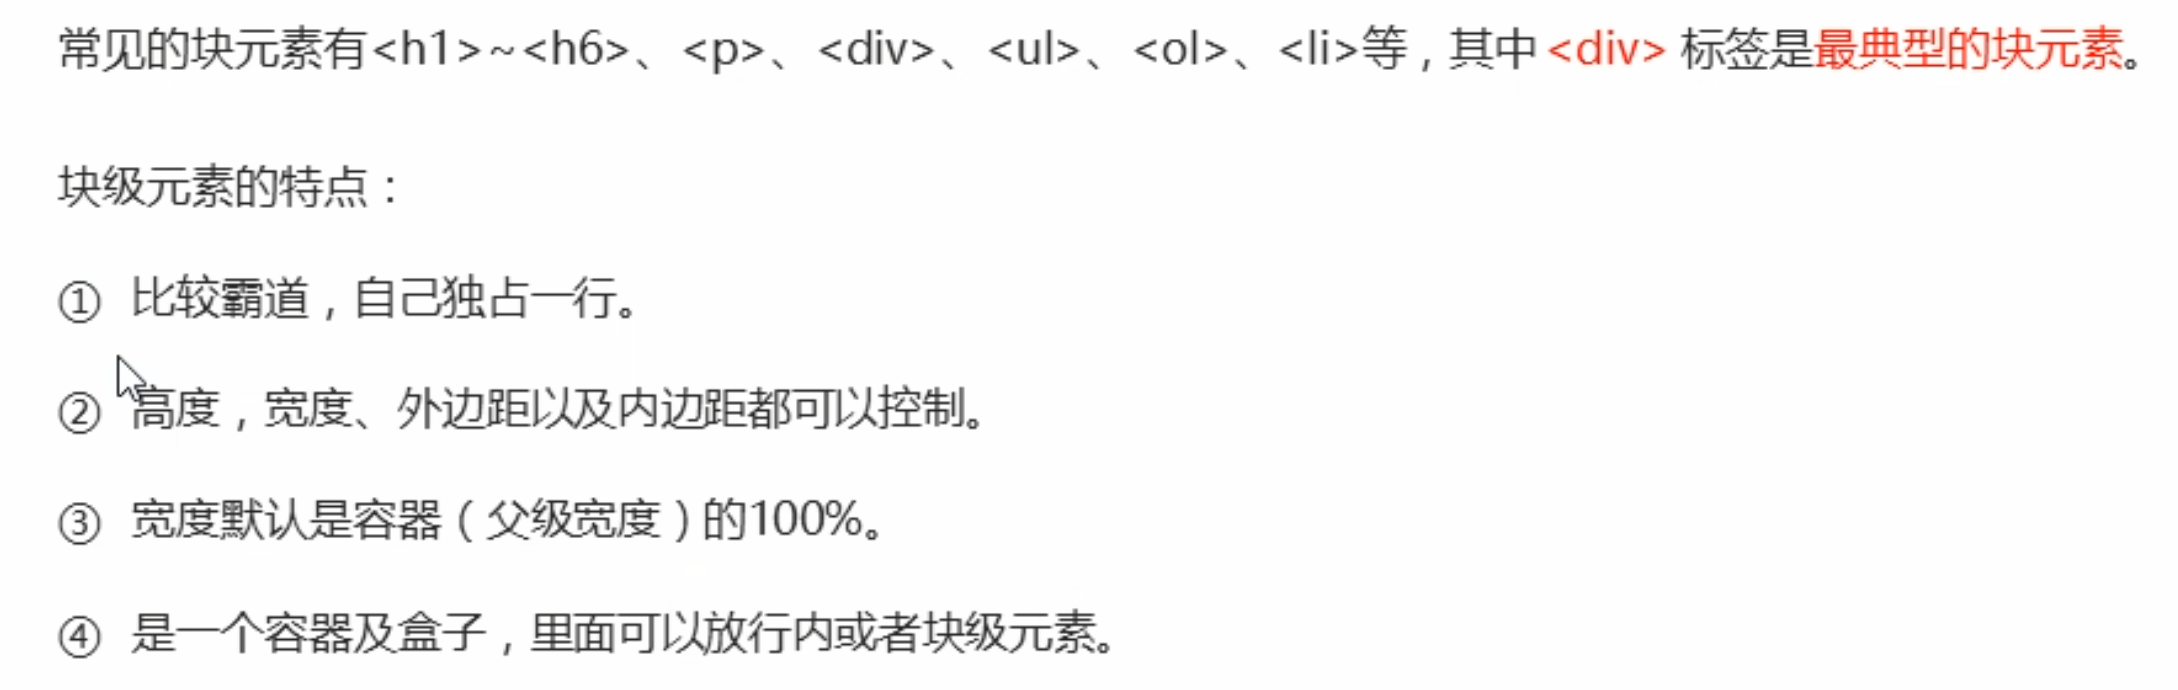 常见的块元素有<h1>~<h6>、<p>、<div>、<ul>、<ol>、<li>等，其中 <div> 标签是最典型的块元素。
块级元素的特点：
① 比较霸道，自己独占一行。
② 高度，宽度、外边距以及内边距都可以控制。
③ 宽度默认是容器（父级宽度）的100%。
④ 是一个容器及盒子，里面可以放行内或者块级元素。